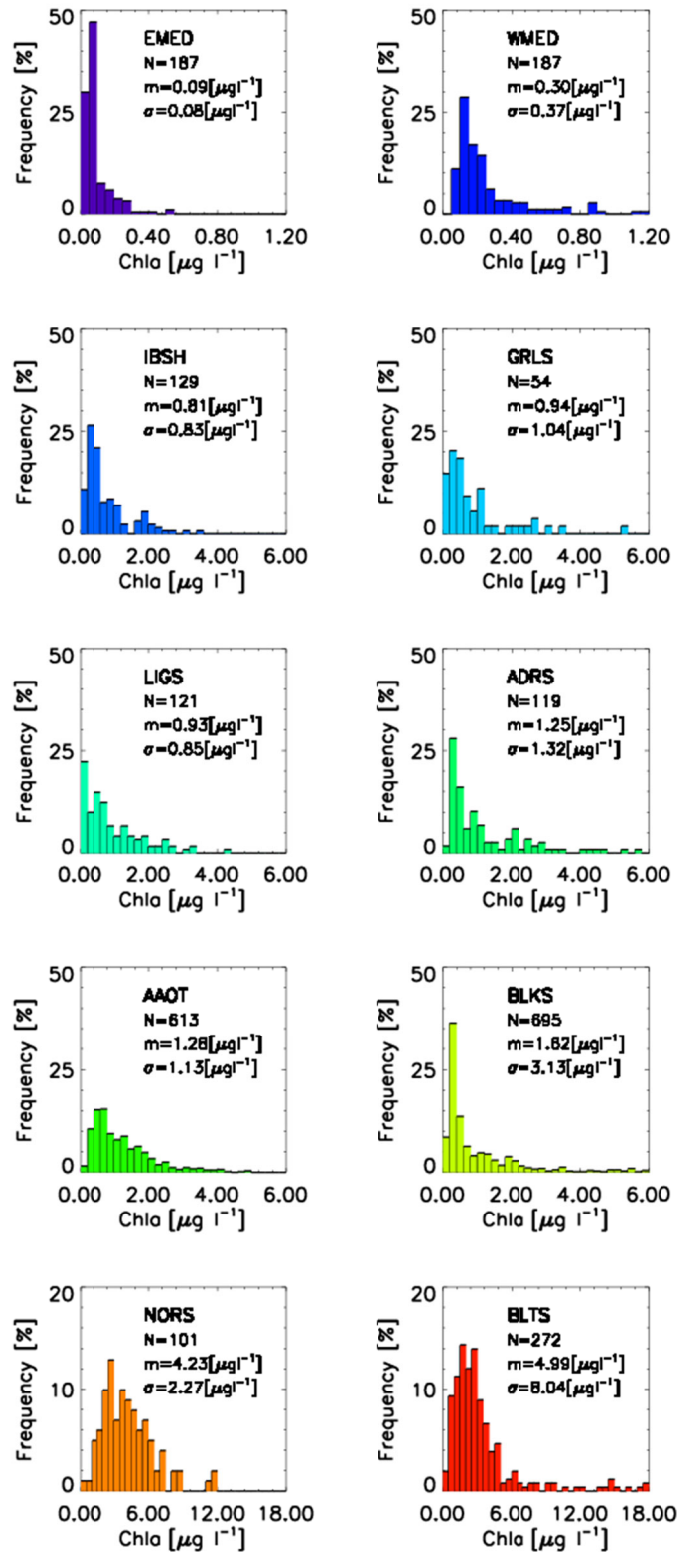 50
25
0
Frequency [%]
EMED
N=187
m=0.09[μgl⁻¹]
σ=0.08[μgl⁻¹]
0.00 0.40 0.80 1.20
Chla [μg l⁻¹]
50
25
0
Frequency [%]
WMED
N=187
m=0.30[μgl⁻¹]
σ=0.37[μgl⁻¹]
0.00 0.40 0.80 1.20
Chla [μg l⁻¹]
50
25
0
Frequency [%]
IBSH
N=129
m=0.81[μgl⁻¹]
σ=0.83[μgl⁻¹]
0.00 2.00 4.00 6.00
Chla [μg l⁻¹]
50
25
0
Frequency [%]
GRLS
N=54
m=0.94[μgl⁻¹]
σ=1.04[μgl⁻¹]
0.00 2.00 4.00 6.00
Chla [μg l⁻¹]
50
25
0
Frequency [%]
LIGS
N=121
m=0.93[μgl⁻¹]
σ=0.85[μgl⁻¹]
0.00 2.00 4.00 6.00
Chla [μg l⁻¹]
50
25
0
Frequency [%]
ADRS
N=119
m=1.25[μgl⁻¹]
σ=1.32[μgl⁻¹]
0.00 2.00 4.00 6.00
Chla [μg l⁻¹]
50
25
0
Frequency [%]
AAOT
N=613
m=1.28[μgl⁻¹]
σ=1.13[μgl⁻¹]
0.00 2.00 4.00 6.00
Chla [μg l⁻¹]
50
25
0
Frequency [%]
BLKS
N=695
m=1.62[μgl⁻¹]
σ=3.13[μgl⁻¹]
0.00 2.00 4.00 6.00
Chla [μg l⁻¹]
20
10
0
Frequency [%]
NORS
N=101
m=4.23[μgl⁻¹]
σ=2.27[μgl⁻¹]
0.00 6.00 12.00 18.00
Chla [μg l⁻¹]
20
10
0
Frequency [%]
BLTS
N=272
m=4.99[μgl⁻¹]
σ=8.04[μgl⁻¹]
0.00 6.00 12.00 18.00
Chla [μg l⁻¹]